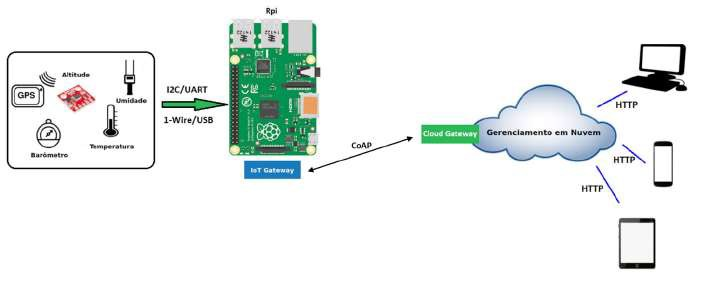 Rpi
Altitude
GPS
Umidade
Barômetro
Temperatura
I2C/UART
1-Wire/USB
IoT Gateway
CoAP
Cloud Gateway
Gerenciamento em Nuvem
HTTP
HTTP
HTTP